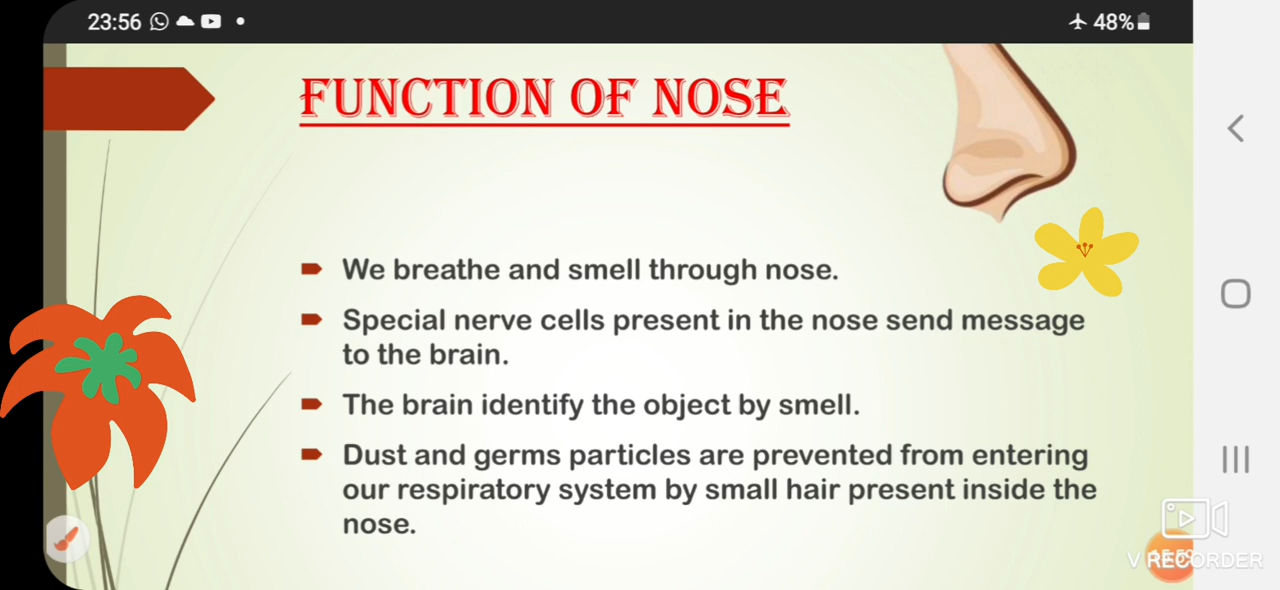 23:56
48%
FUNCTION OF NOSE
We breathe and smell through nose.
Special nerve cells present in the nose send message
to the brain.
The brain identify the object by smell.
Dust and germs particles are prevented from entering
our respiratory system by small hair present inside the
nose.
V RECORDER